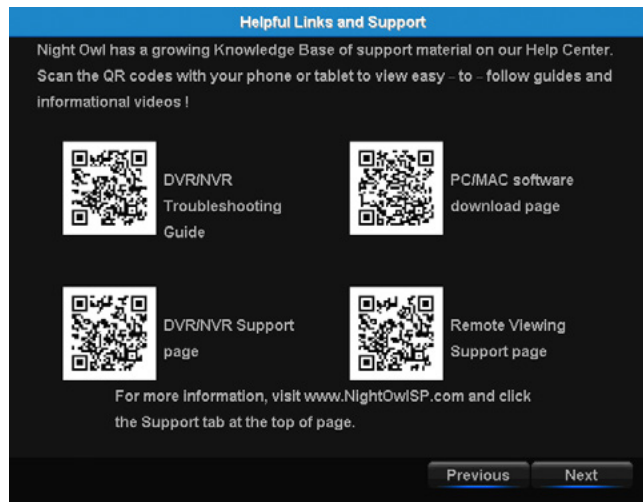 Helpful Links and Support
Night Owl has a growing Knowledge Base of support material on our Help Center.
Scan the QR codes with your phone or tablet to view easy - to - follow guides and
informational videos !
DVR/NVR
Troubleshooting
Guide
PC/MAC software
download page
DVR/NVR Support
page
Remote Viewing
Support page
For more information, visit www.NightOwlSP.com and click
the Support tab at the top of page.
Previous
Next